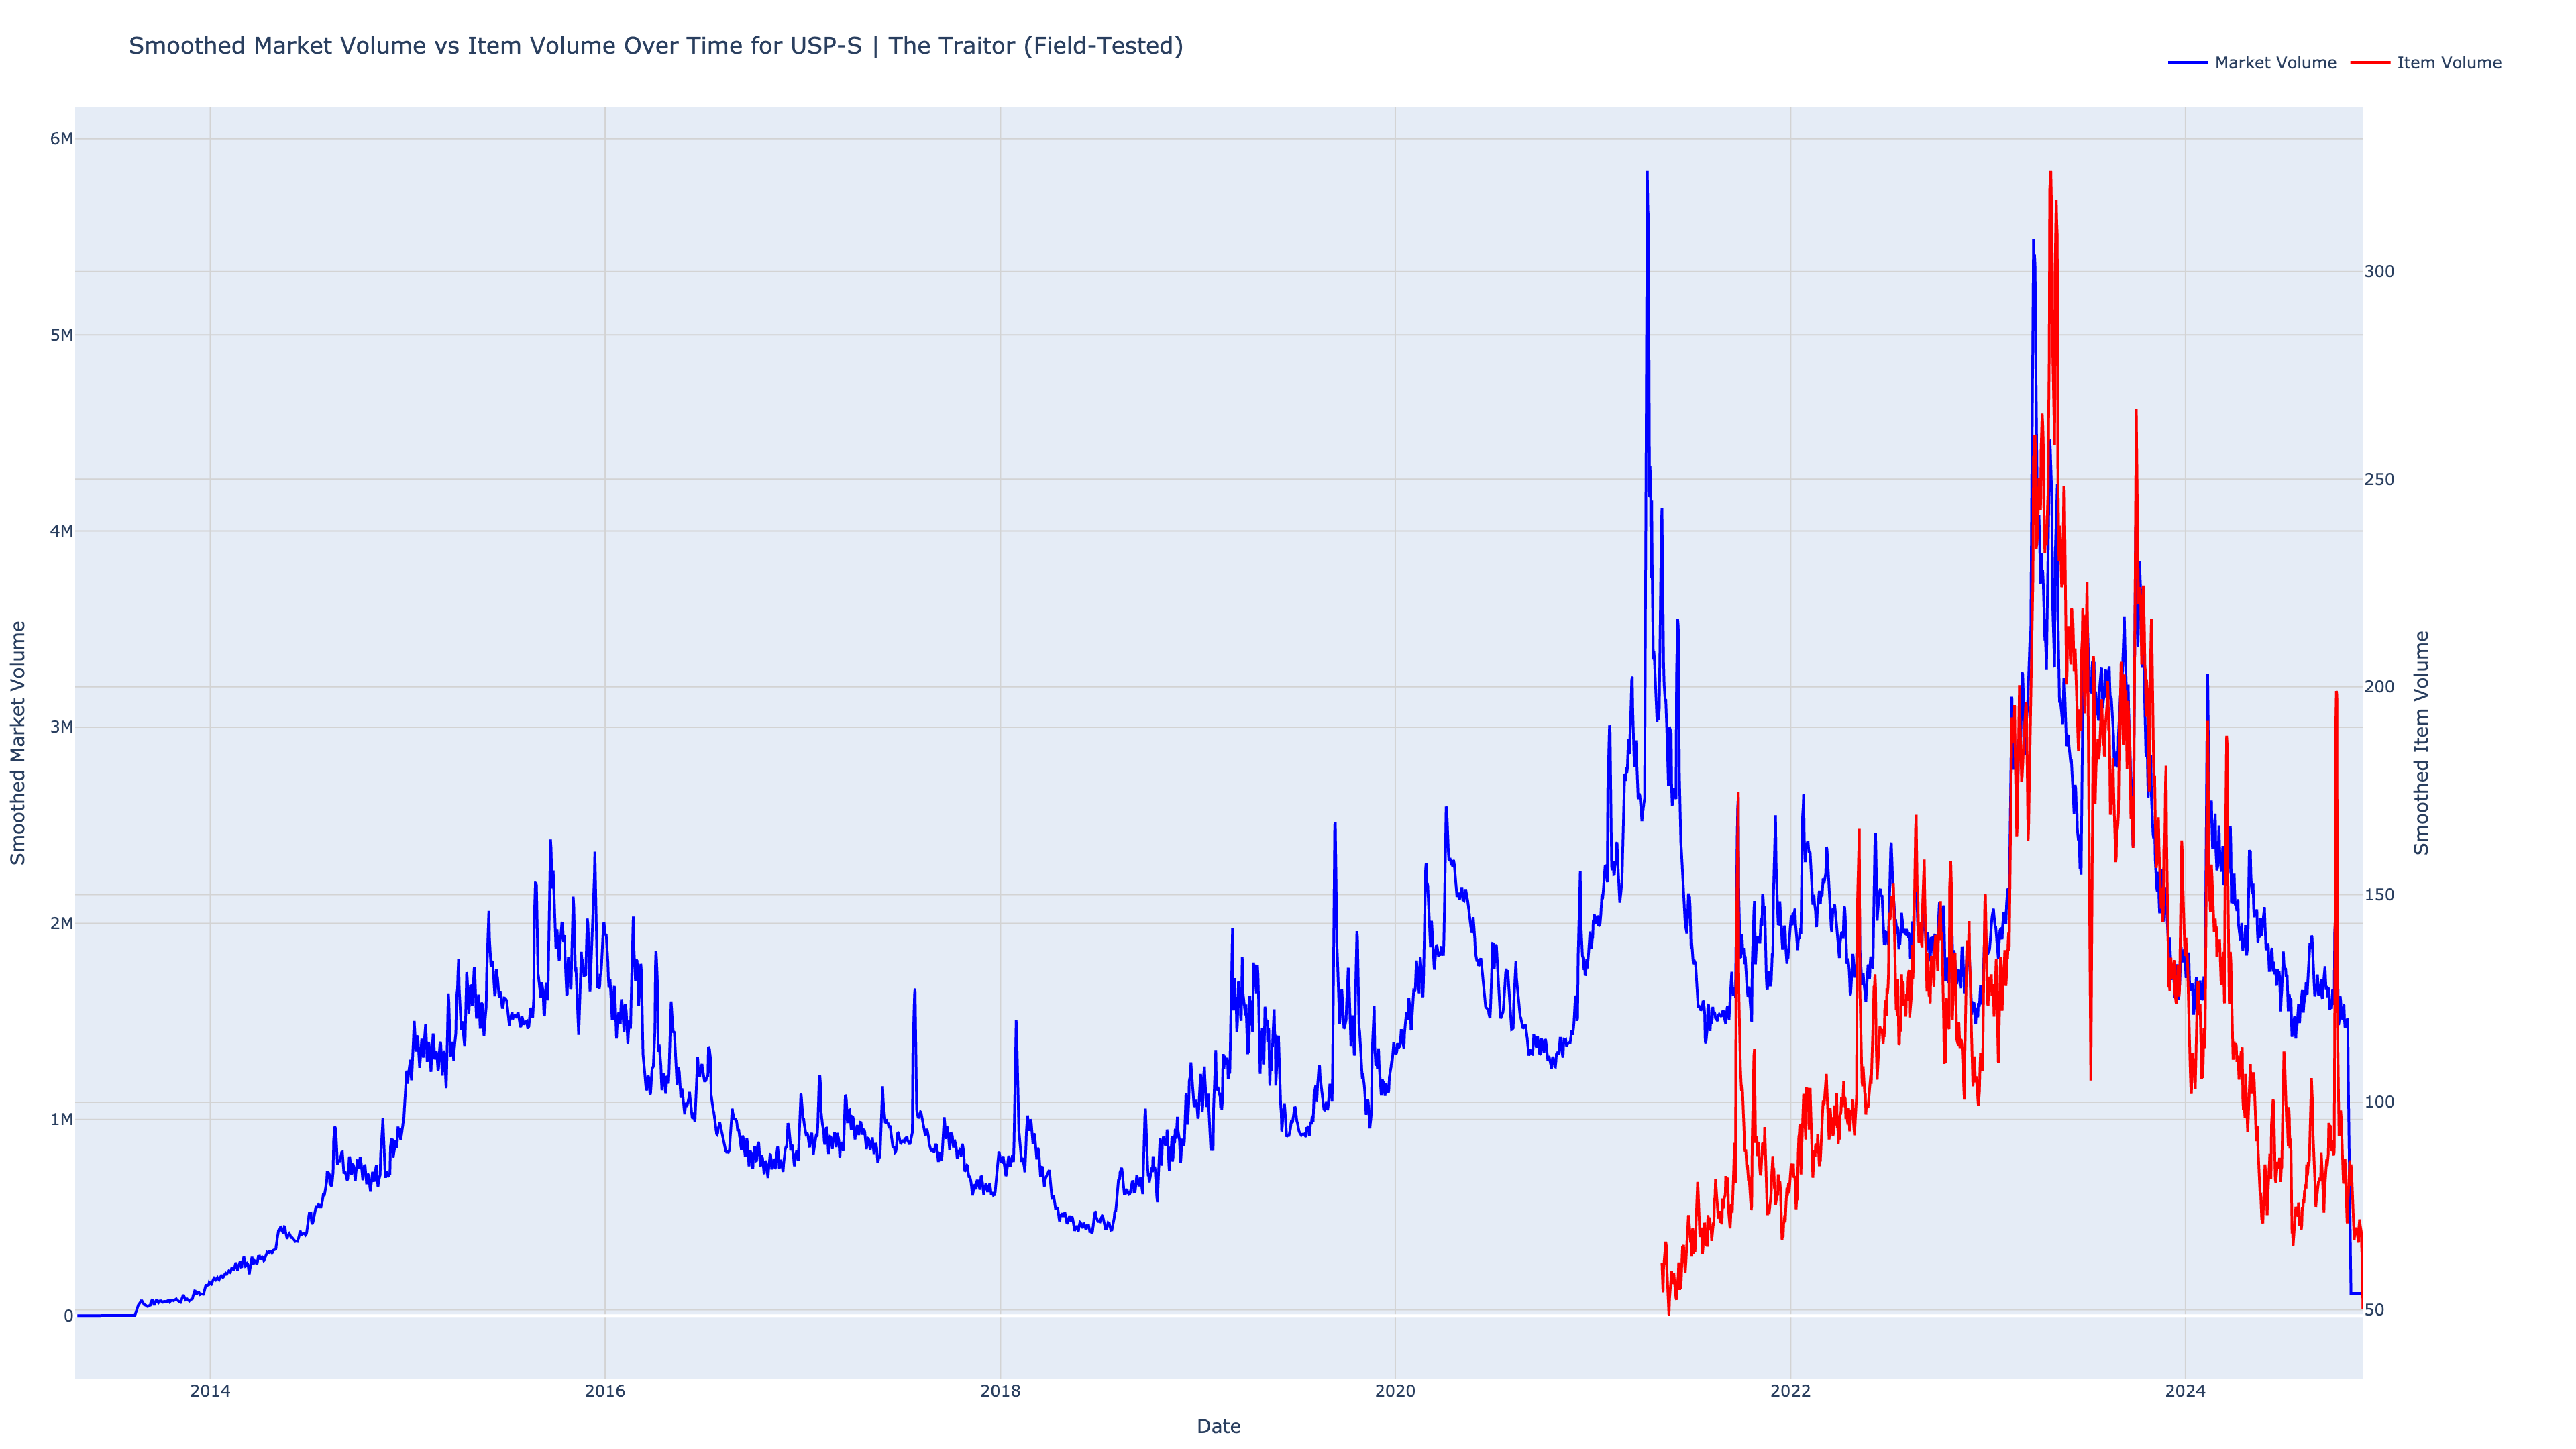 Smoothed Market Volume vs Item Volume Over Time for USP-S | The Traitor (Field-Tested)
Market Volume
Item Volume
6M
5M
4M
3M
2M
1M
0
Smoothed Market Volume
300
250
200
150
100
50
Smoothed Item Volume
2014
2016
2018
2020
2022
2024
Date